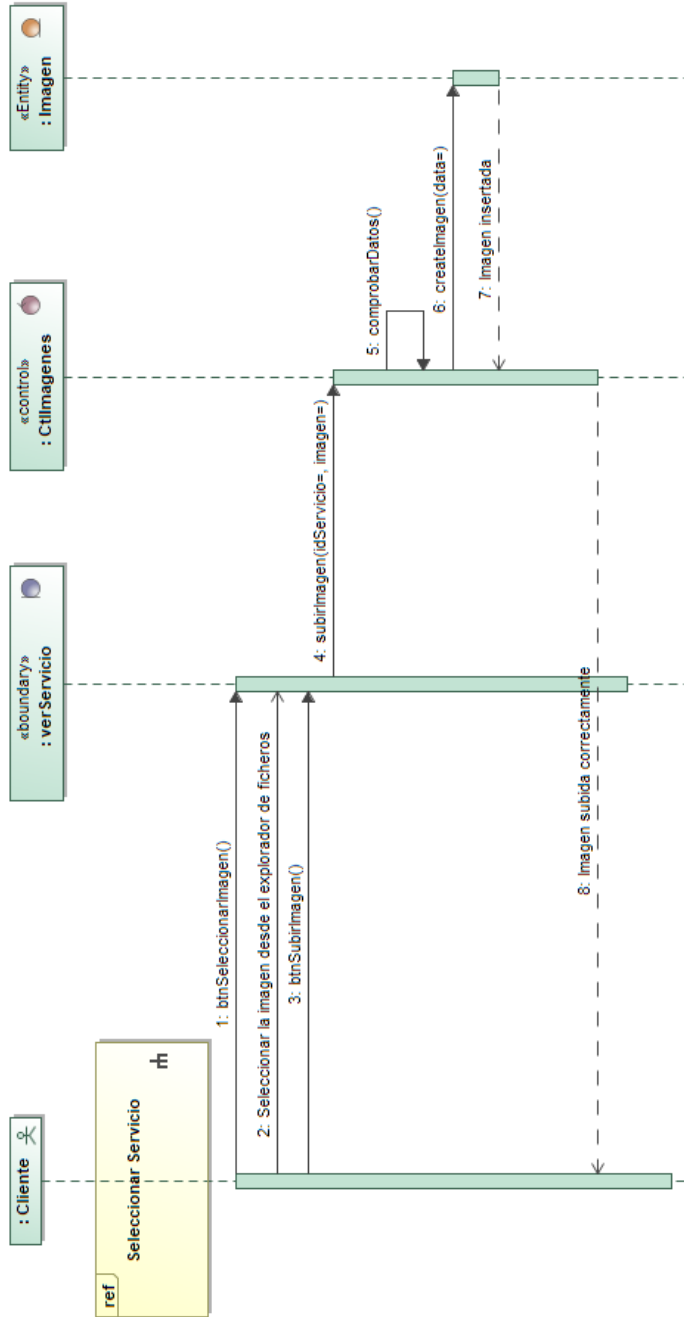 : Cliente
«boundary»
: verServicio
«control»
: CtlImagenes
«Entity»
: Imagen
ref
Seleccionar Servicio
1: btnSeleccionarImagen()
2: Seleccionar la imagen desde el explorador de ficheros
3: btnSubirImagen()
4: subirImagen(idServicio=, imagen=)
5: comprobarDatos()
6: createImagen(data=)
7: Imagen insertada
8: Imagen subida correctamente